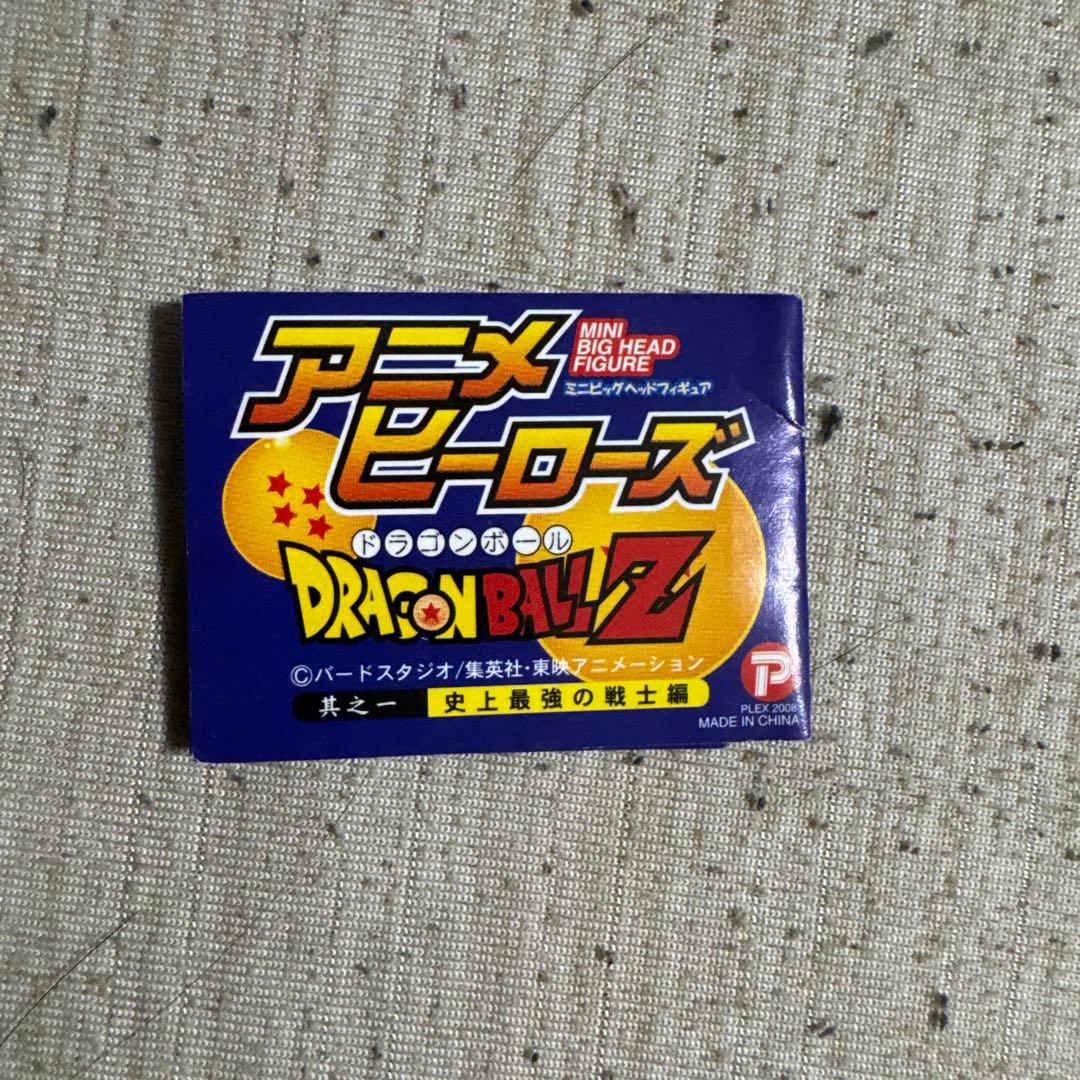 アニメ
ヒーローズ
MINI
BIG HEAD
FIGURE
ミニビッグヘッドフィギュア
ドラゴンボール
DRAGON BALL Z
©バードスタジオ/集英社・東映アニメーション
其之一 史上最強の戦士編
P
PLEX 2008
MADE IN CHINA